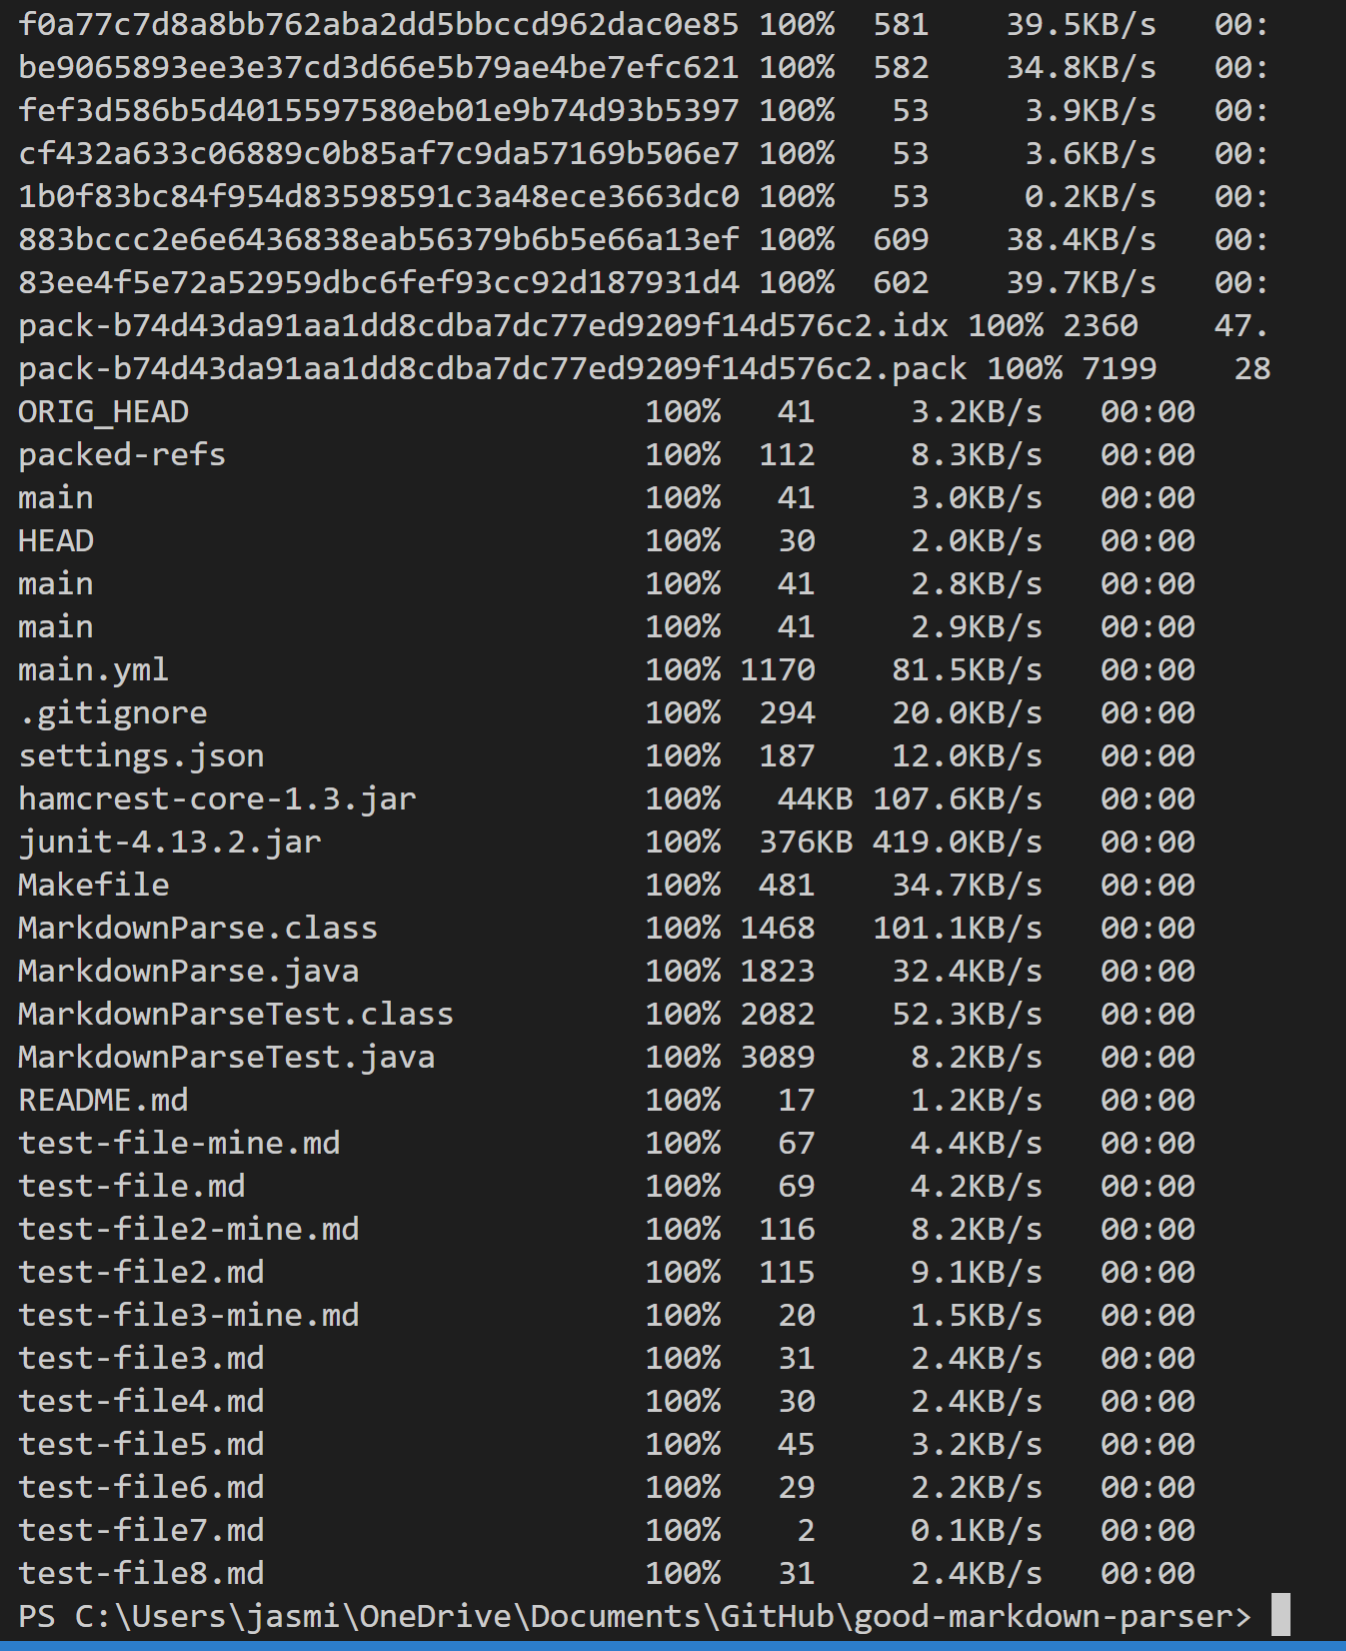 f0a77c7d8a8bb762aba2dd5bbccd962dac0e85 100% 581 39.5KB/s 00:
be9065893ee3e37cd3d66e5b79ae4be7efc621 100% 582 34.8KB/s 00:
fef3d586b5d4015597580eb01e9b74d93b5397 100% 53 3.9KB/s 00:
cf432a633c06889c0b85af7c9da57169b506e7 100% 53 3.6KB/s 00:
1b0f83bc84f954d83598591c3a48ece3663dc0 100% 53 0.2KB/s 00:
883bccc2e6e6436838eab56379b6b5e66a13ef 100% 609 38.4KB/s 00:
83ee4f5e72a52959dbc6fef93cc92d187931d4 100% 602 39.7KB/s 00:
pack-b74d43da91aa1dd8cdba7dc77ed9209f14d576c2.idx 100% 2360 47.
pack-b74d43da91aa1dd8cdba7dc77ed9209f14d576c2.pack 100% 7199 28
ORIG_HEAD 100% 41 3.2KB/s 00:00
packed-refs 100% 112 8.3KB/s 00:00
main 100% 41 3.0KB/s 00:00
HEAD 100% 30 2.0KB/s 00:00
main 100% 41 2.8KB/s 00:00
main 100% 41 2.9KB/s 00:00
main.yml 100% 1170 81.5KB/s 00:00
.gitignore 100% 294 20.0KB/s 00:00
settings.json 100% 187 12.0KB/s 00:00
hamcrest-core-1.3.jar 100% 44KB 107.6KB/s 00:00
junit-4.13.2.jar 100% 376KB 419.0KB/s 00:00
Makefile 100% 481 34.7KB/s 00:00
MarkdownParse.class 100% 1468 101.1KB/s 00:00
MarkdownParse.java 100% 1823 32.4KB/s 00:00
MarkdownParseTest.class 100% 2082 52.3KB/s 00:00
MarkdownParseTest.java 100% 3089 8.2KB/s 00:00
README.md 100% 17 1.2KB/s 00:00
test-file-mine.md 100% 67 4.4KB/s 00:00
test-file.md 100% 69 4.2KB/s 00:00
test-file2-mine.md 100% 116 8.2KB/s 00:00
test-file2.md 100% 115 9.1KB/s 00:00
test-file3-mine.md 100% 20 1.5KB/s 00:00
test-file3.md 100% 31 2.4KB/s 00:00
test-file4.md 100% 30 2.4KB/s 00:00
test-file5.md 100% 45 3.2KB/s 00:00
test-file6.md 100% 29 2.2KB/s 00:00
test-file7.md 100% 2 0.1KB/s 00:00
test-file8.md 100% 31 2.4KB/s 00:00
PS C:\Users\jasmi\OneDrive\Documents\GitHub\good-markdown-parser>